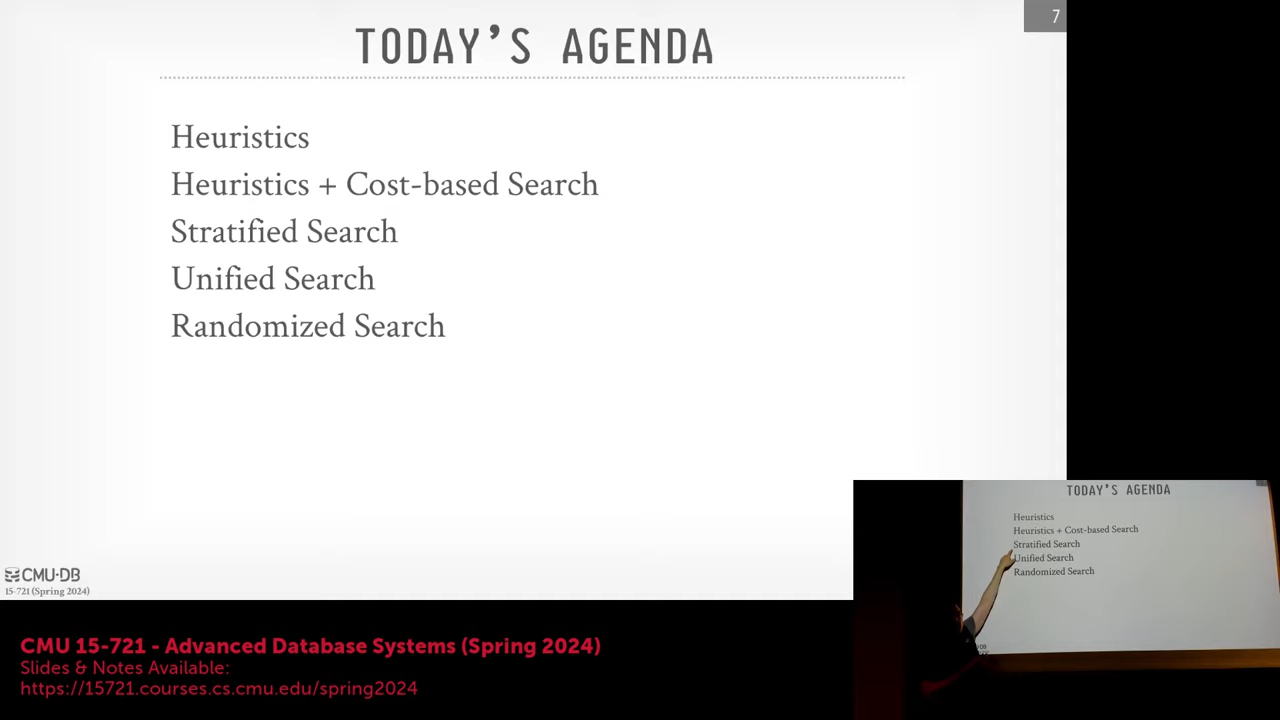 7
TODAY'S AGENDA
Heuristics
Heuristics + Cost-based Search
Stratified Search
Unified Search
Randomized Search
CMU·DB
15-721 (Spring 2024)
TODAY'S AGENDA
Heuristics
Heuristics + Cost-based Search
Stratified Search
Unified Search
Randomized Search
CMU 15-721 - Advanced Database Systems (Spring 2024)
Slides & Notes Available:
https://15721.courses.cs.cmu.edu/spring2024